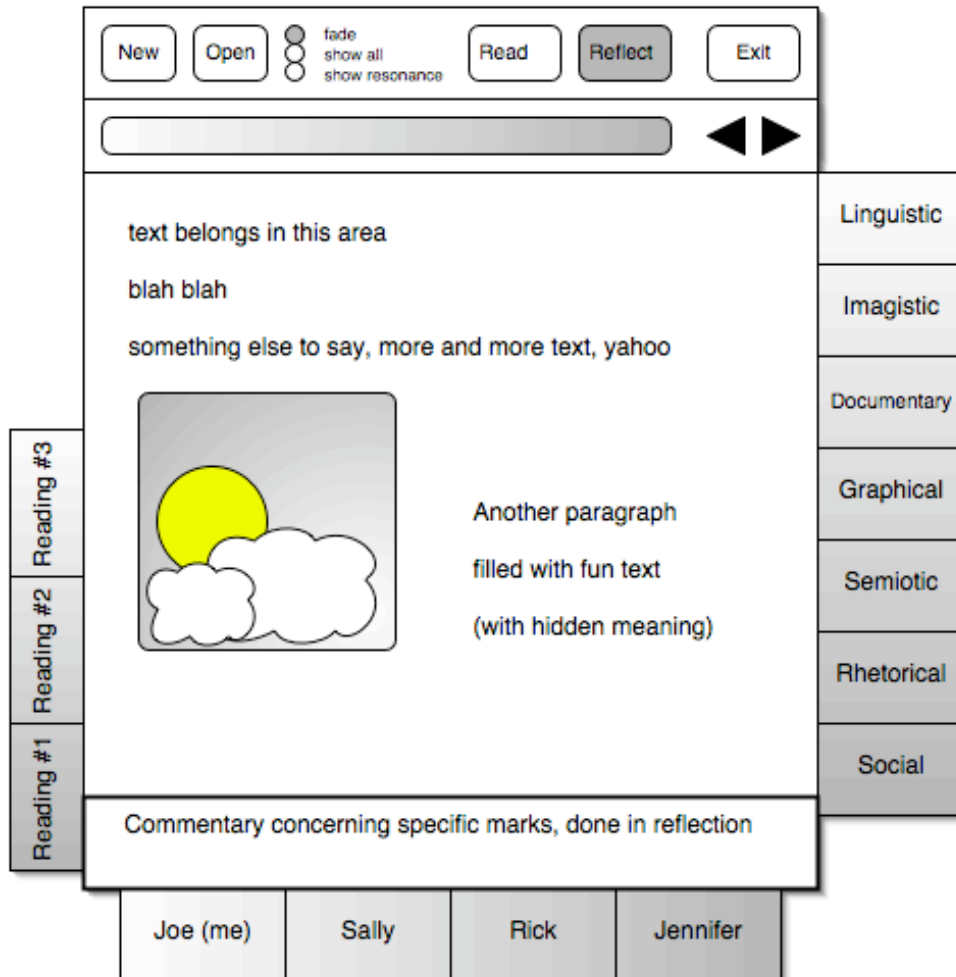 New
Open
fade
show all
show resonance
Read
Reflect
Exit
text belongs in this area
blah blah
something else to say, more and more text, yahoo
Another paragraph
filled with fun text
(with hidden meaning)
Linguistic
Imagistic
Documentary
Graphical
Semiotic
Rhetorical
Social
Reading #3
Reading #2
Reading #1
Commentary concerning specific marks, done in reflection
Joe (me)
Sally
Rick
Jennifer